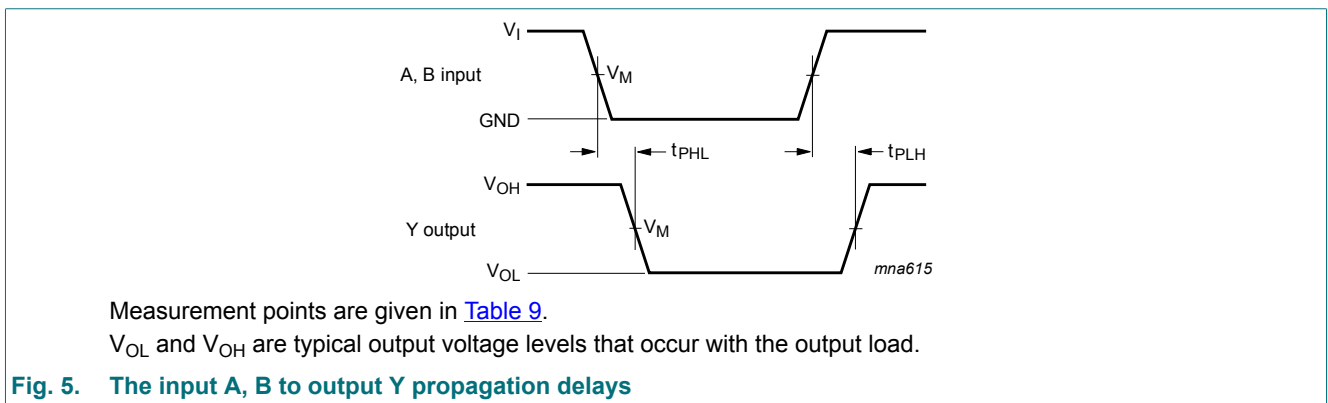 V_I
A, B input
V_M
GND
t_PHL
t_PLH
V_OH
Y output
V_M
V_OL
mna615
Measurement points are given in Table 9.
V_OL and V_OH are typical output voltage levels that occur with the output load.
Fig. 5. The input A, B to output Y propagation delays